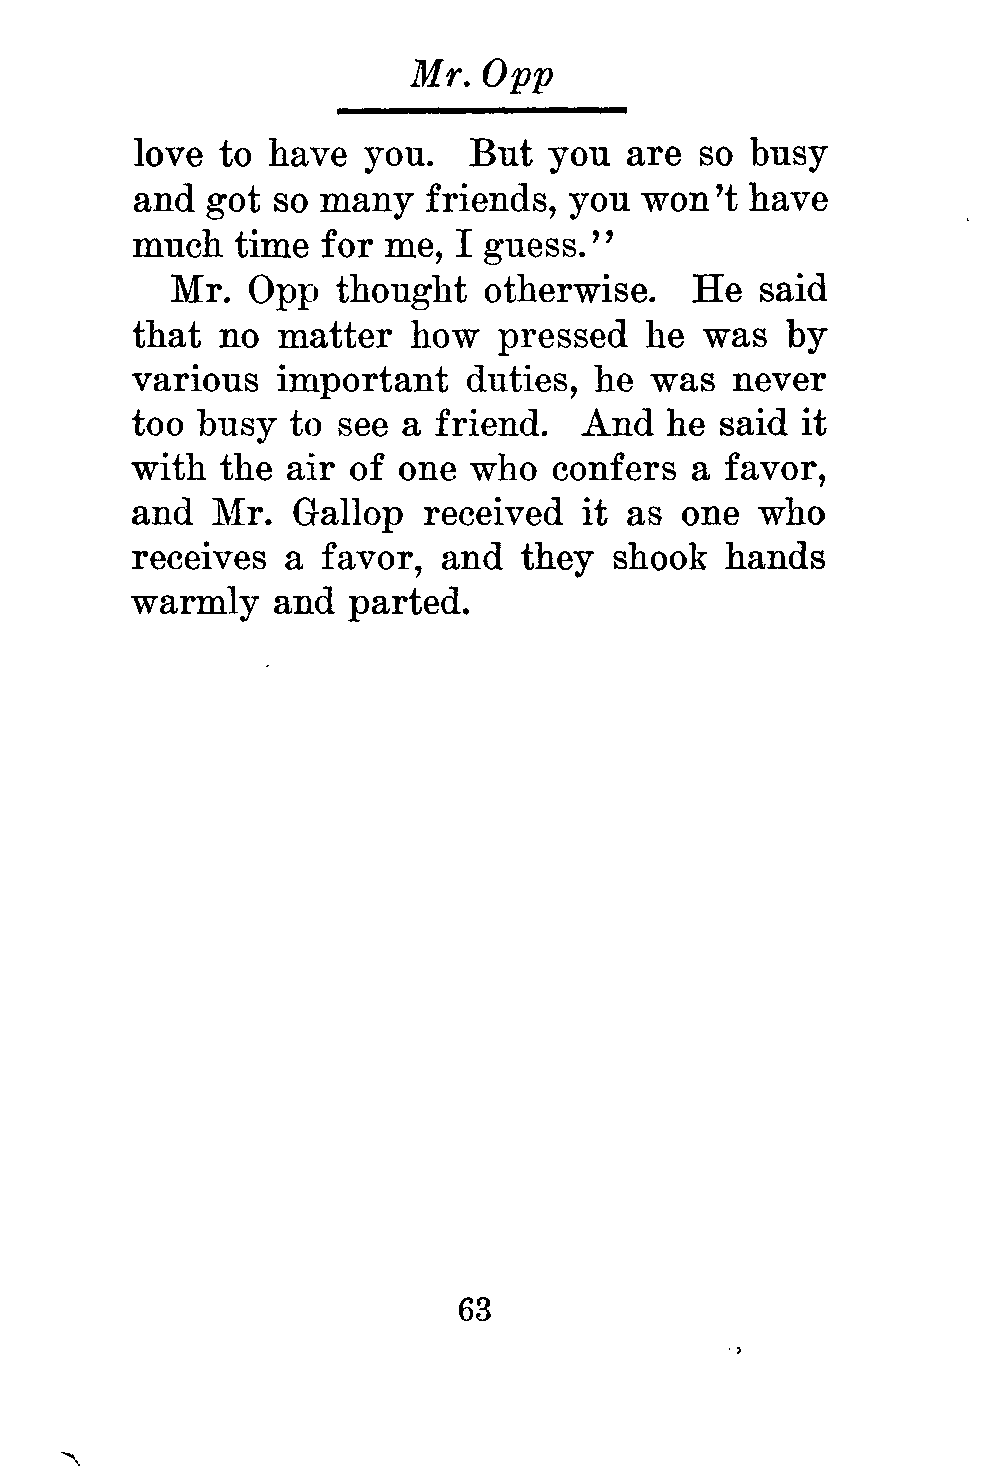 Mr. Opp
love to have you. But you are so busy
and got so many friends, you won't have
much time for me, I guess."
Mr. Opp thought otherwise. He said
that no matter how pressed he was by
various important duties, he was never
too busy to see a friend. And he said it
with the air of one who confers a favor,
and Mr. Gallop received it as one who
receives a favor, and they shook hands
warmly and parted.
63